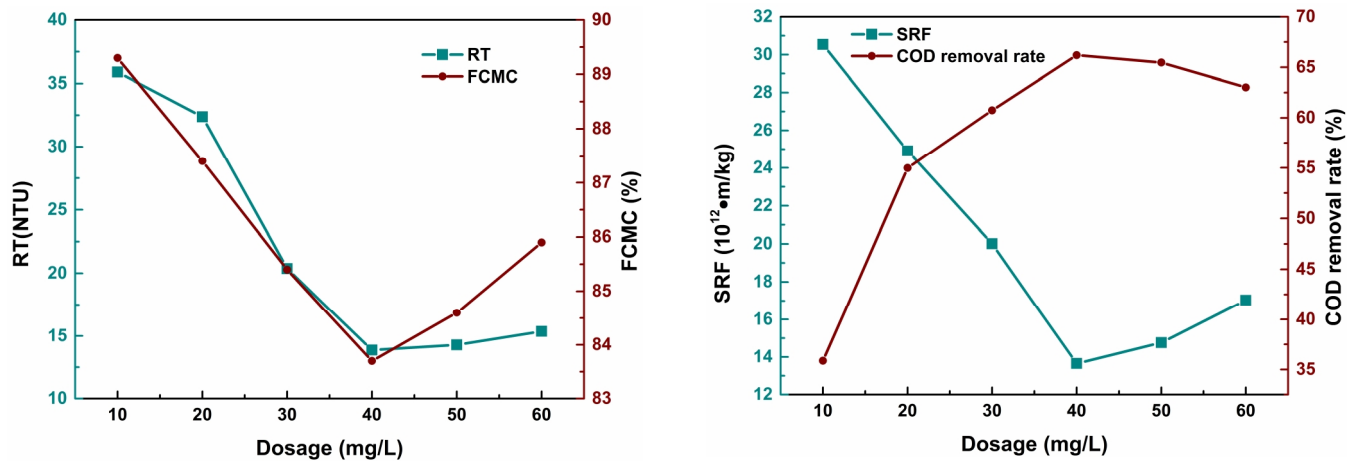 40
35
30
25
20
15
10
RT(NTU)
90
89
88
87
86
85
84
83
FCMC (%)
RT
FCMC
10 20 30 40 50 60
Dosage (mg/L)
32
30
28
26
24
22
20
18
16
14
12
SRF (10¹²●m/kg)
70
65
60
55
50
45
40
35
COD removal rate (%)
SRF
COD removal rate
10 20 30 40 50 60
Dosage (mg/L)